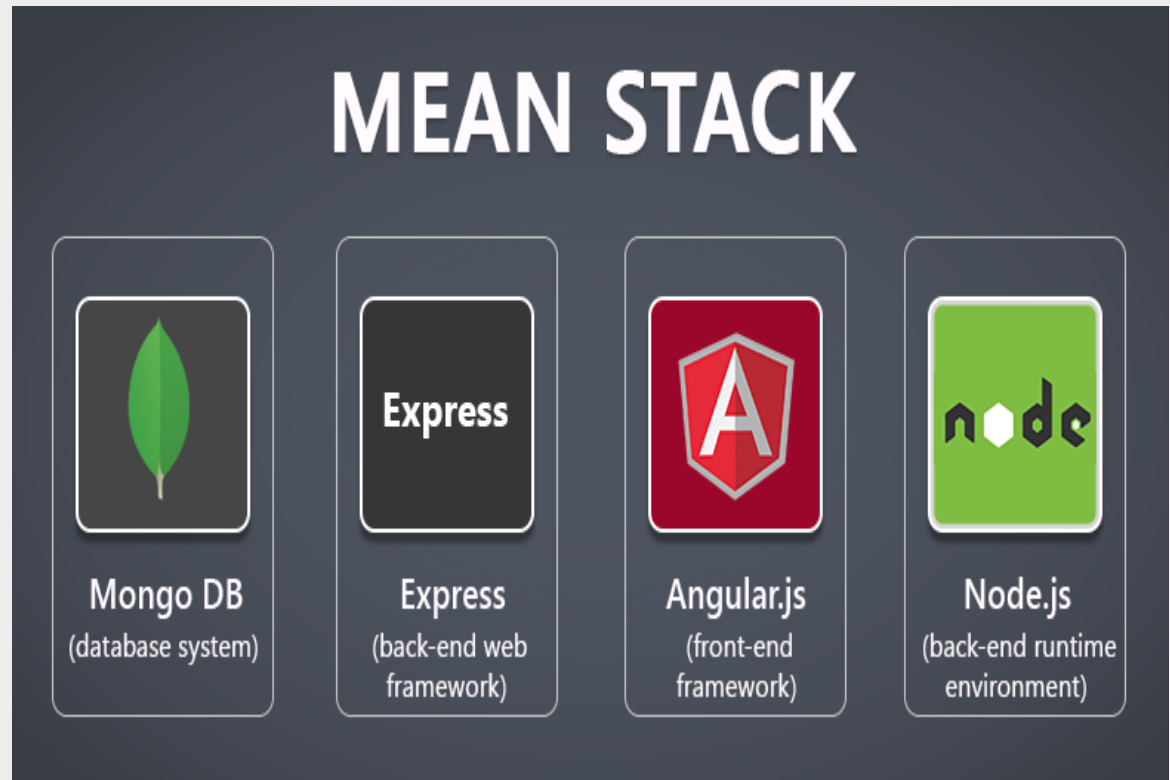 MEAN STACK
Express
A
node
Mongo DB
(database system)
Express
(back-end web
framework)
Angular.js
(front-end
framework)
Node.js
(back-end runtime
environment)